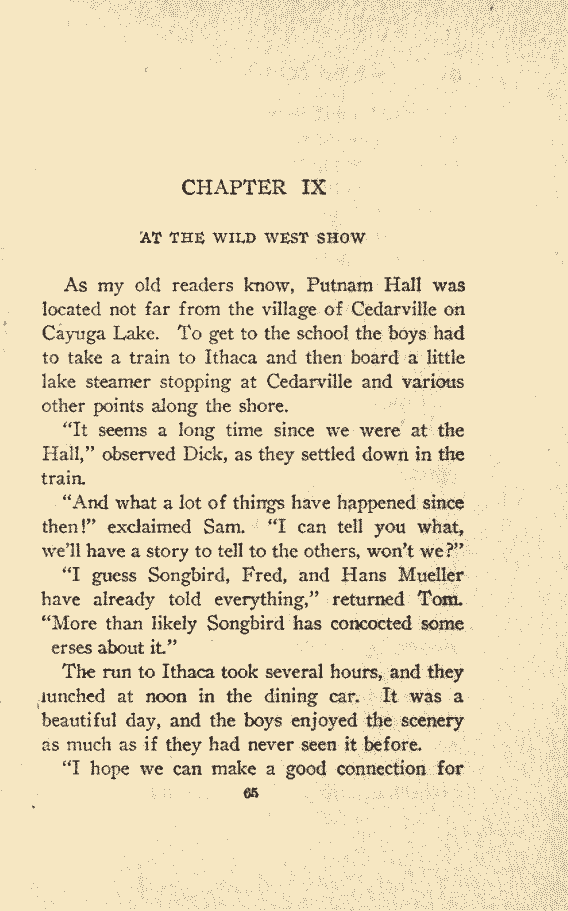 CHAPTER IX
AT THE WILD WEST SHOW
As my old readers know, Putnam Hall was
located not far from the village of Cedarville on
Cayuga Lake. To get to the school the boys had
to take a train to Ithaca and then board a little
lake steamer stopping at Cedarville and various
other points along the shore.
"It seems a long time since we were at the
Hall," observed Dick, as they settled down in the
train.
"And what a lot of things have happened since
then!" exclaimed Sam. "I can tell you what,
we'll have a story to tell to the others, won't we?"
"I guess Songbird, Fred, and Hans Mueller
have already told everything," returned Tom.
"More than likely Songbird has concocted some
erses about it."
The run to Ithaca took several hours, and they
lunched at noon in the dining car. It was a
beautiful day, and the boys enjoyed the scenery
as much as if they had never seen it before.
"I hope we can make a good connection for
65